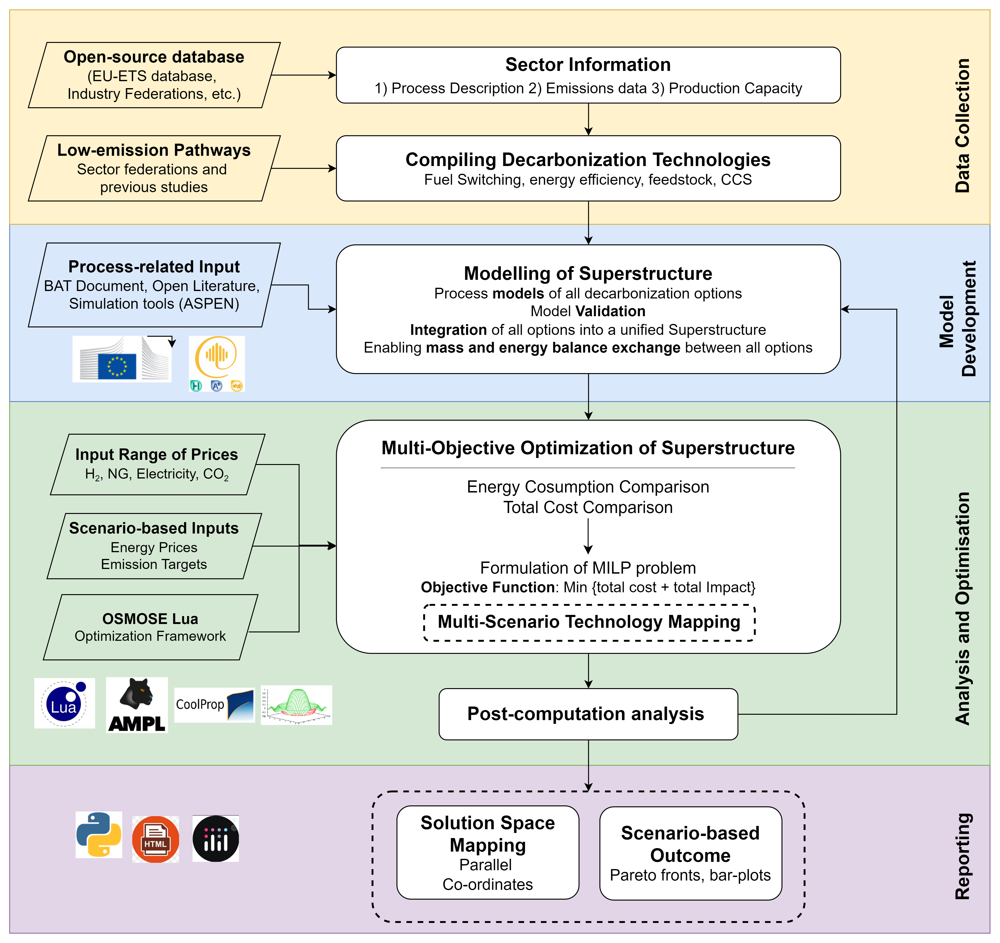 Open-source database
(EU-ETS database,
Industry Federations, etc.)
Sector Information
1) Process Description 2) Emissions data 3) Production Capacity
Low-emission Pathways
Sector federations and
previous studies
Compiling Decarbonization Technologies
Fuel Switching, energy efficiency, feedstock, CCS
Data Collection
Process-related Input
BAT Document, Open Literature,
Simulation tools (ASPEN)
Modelling of Superstructure
Process models of all decarbonization options
Model Validation
Integration of all options into a unified Superstructure
Enabling mass and energy balance exchange between all options
Model
Development
H
A+
Input Range of Prices
H₂, NG, Electricity, CO₂
Scenario-based Inputs
Energy Prices
Emission Targets
OSMOSE Lua
Optimization Framework
Multi-Objective Optimization of Superstructure
Energy Cosumption Comparison
Total Cost Comparison
Formulation of MILP problem
Objective Function: Min {total cost + total Impact}
Multi-Scenario Technology Mapping
Lua
AMPL
CoolProp
Post-computation analysis
Analysis and Optimisation
HTML
Solution Space
Mapping
Parallel
Co-ordinates
Scenario-based
Outcome
Pareto fronts, bar-plots
Reporting